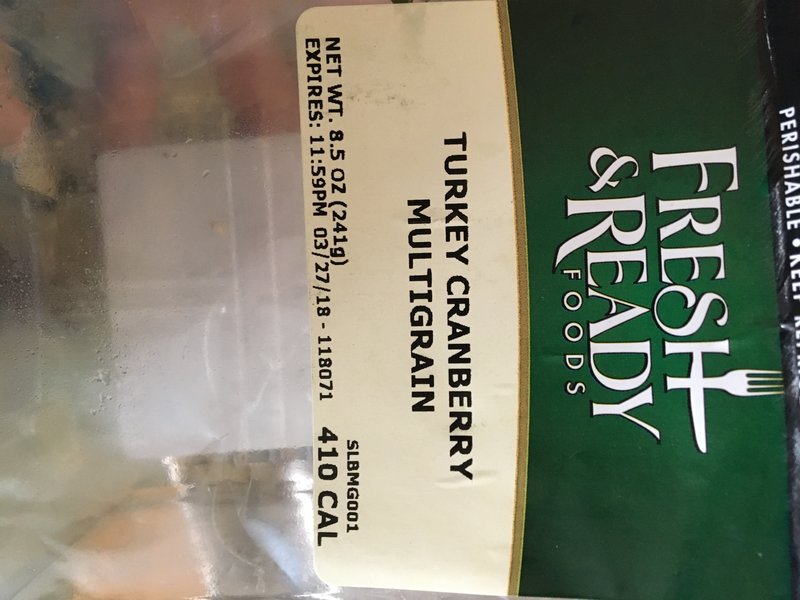 PERISHABLE • KEEP
FRESH
& READY
FOODS
TURKEY CRANBERRY
MULTIGRAIN
SLBMG001
NET WT. 8.5 OZ (241g)
410 CAL
EXPIRES: 11:59PM 03/27/18 - 118071